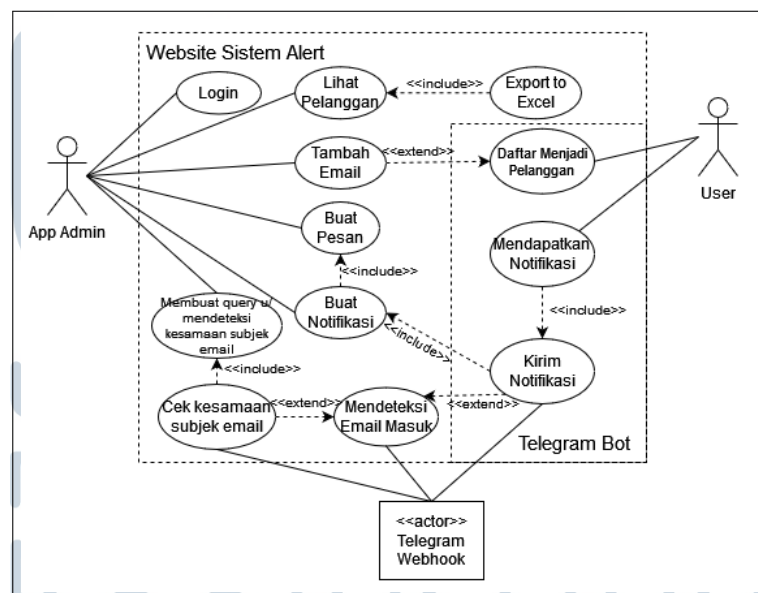 Website Sistem Alert
Login
Lihat
Pelanggan
<<include>>
Export to
Excel
Tambah
Email
<<extend>>
Daftar Menjadi
Pelanggan
App Admin
User
Buat
Pesan
Mendapatkan
Notifikasi
<<include>>
<<include>>
Membuat query u/
mendeteksi
kesamaan subjek
email
Buat
Notifikasi
<<include>>
Kirim
Notifikasi
<<include>>
Cek kesamaan
subjek email
<<extend>>
Mendeteksi
Email Masuk
<<extend>>
Telegram Bot
<<actor>>
Telegram
Webhook